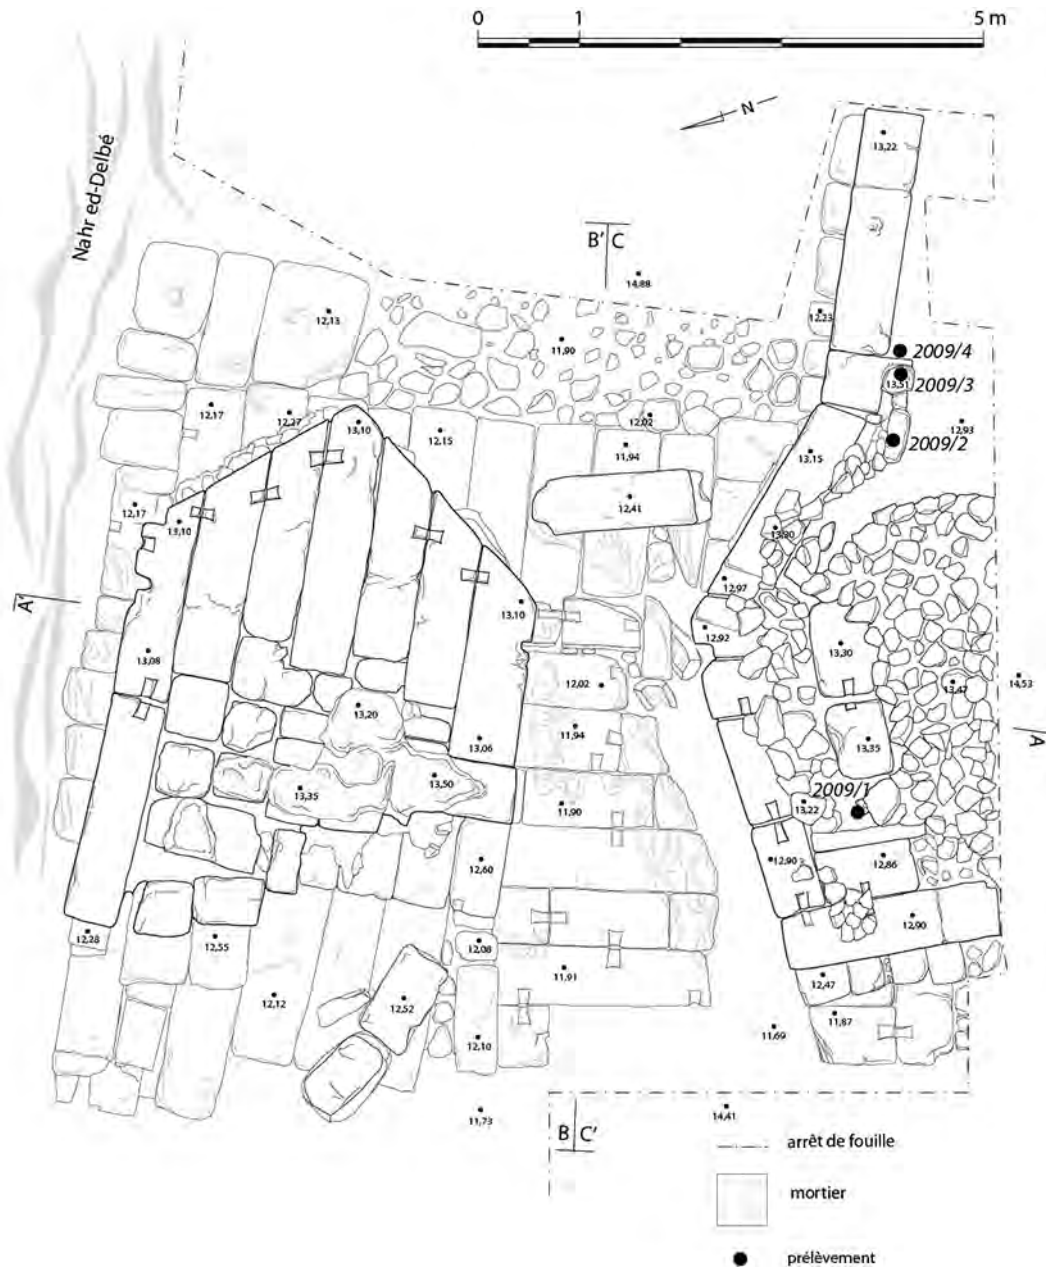 0 1 5 m
N
Nahr ed-Delbé
13,22
B' C
14,88
12,13
12,23
11,90
2009/4
13,51 2009/3
12,17 12,27 13,10 12,15 12,02 12,93
11,94 13,15 2009/2
12,17 12,41
13,10 13,30
12,97
A'
13,10 12,92
13,08 13,30
12,02 13,47 14,53
13,20 11,94
13,06 13,35 A
13,35 13,50 2009/1
11,90 13,22
12,60 12,90 12,86
12,28 12,55 12,08 12,90
11,91 12,47
12,12 12,52 11,87
12,10 11,69
11,73 14,41
B C'
arrêt de fouille
mortier
prélèvement